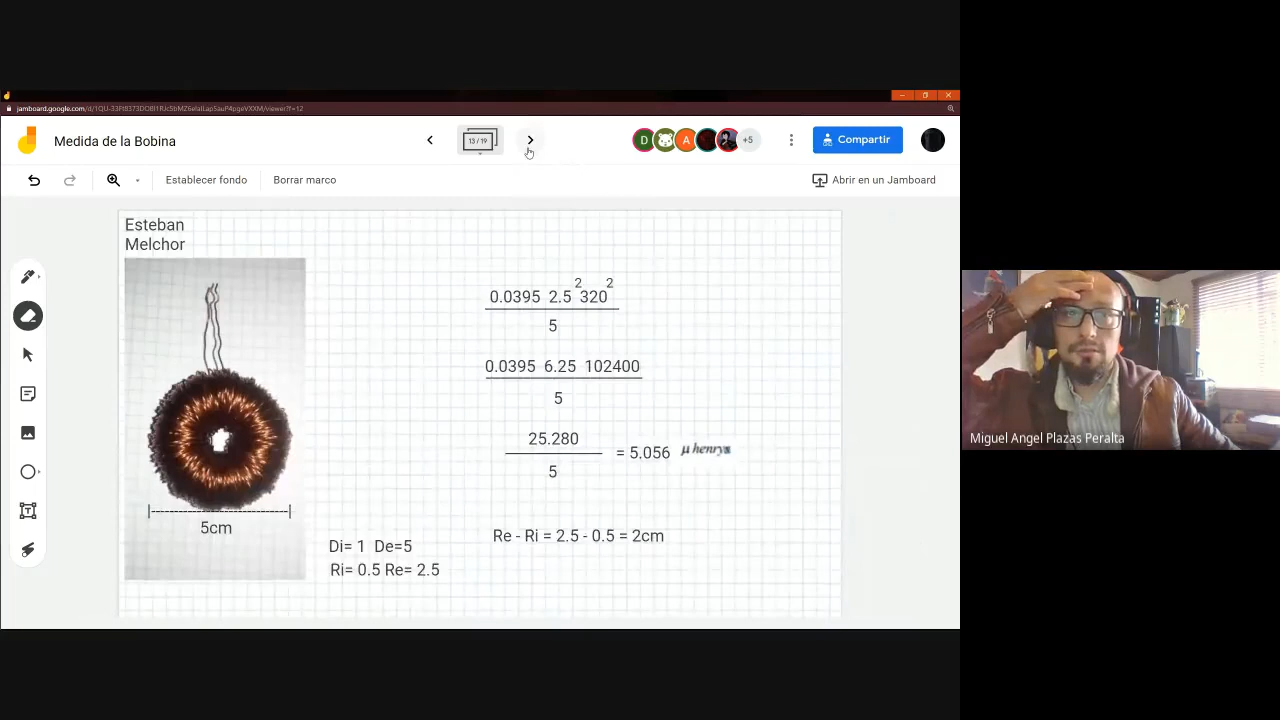 Medida de la Bobina
13 / 19
D
A
+5
Compartir
Establecer fondo
Borrar marco
Abrir en un Jamboard
Esteban
Melchor
0.0395 2.5 2 320 2
5
0.0395 6.25 102400
5
25.280
= 5.056 μ henrys
5
5cm
Re - Ri = 2.5 - 0.5 = 2cm
Di= 1 De=5
Ri= 0.5 Re= 2.5
Miguel Angel Plazas Peralta